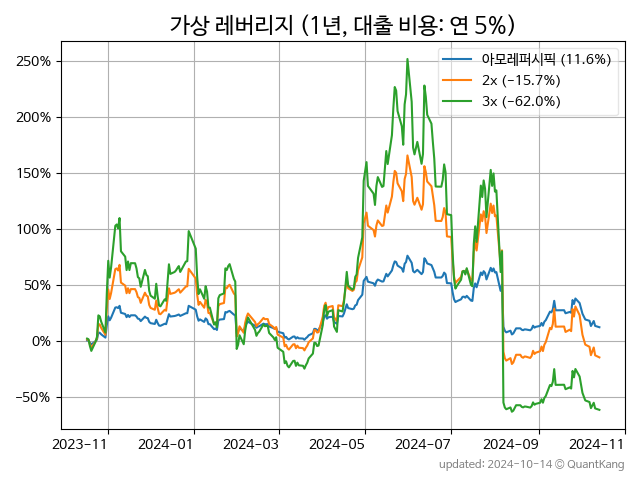 가상 레버리지 (1년, 대출 비용: 연 5%)
아모레퍼시픽 (11.6%)
2x (−15.7%)
3x (−62.0%)
250%
200%
150%
100%
50%
0%
−50%
2023-11 2024-01 2024-03 2024-05 2024-07 2024-09 2024-11
updated: 2024-10-14 © QuantKang